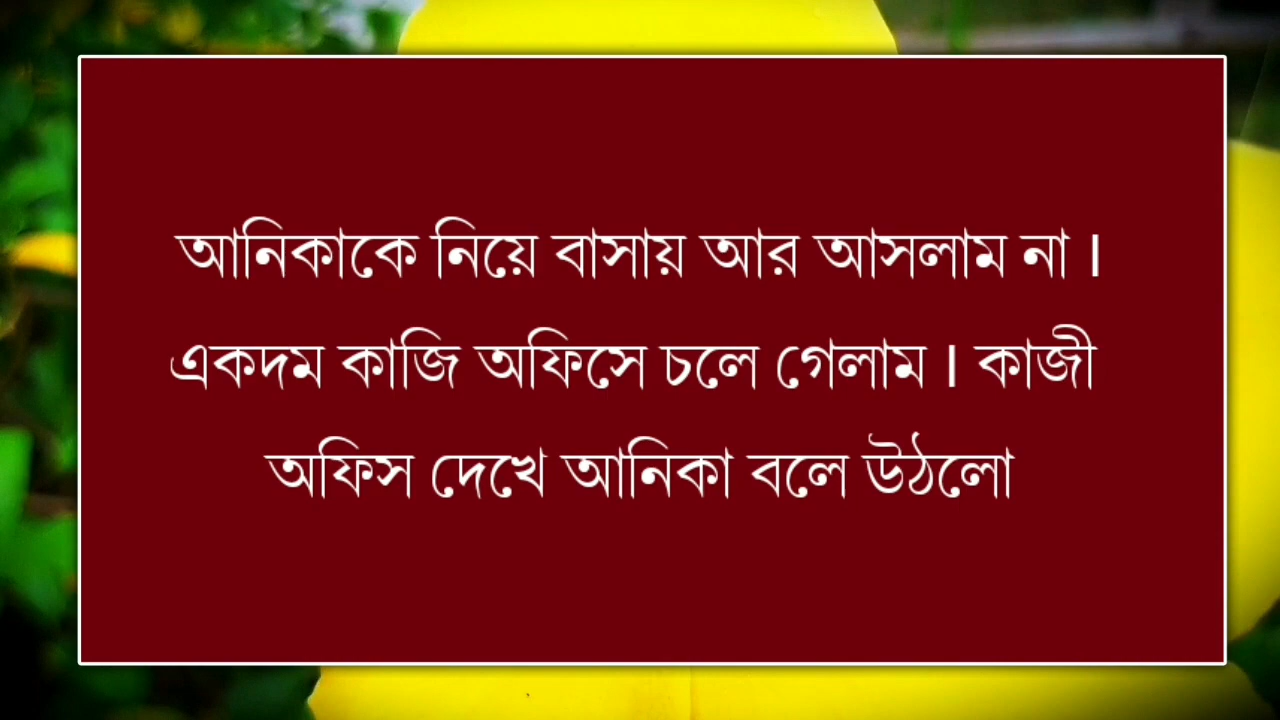 আনিকাকে নিয়ে বাসায় আর আসলাম না ।
একদম কাজি অফিসে চলে গেলাম । কাজী
অফিস দেখে আনিকা বলে উঠলো